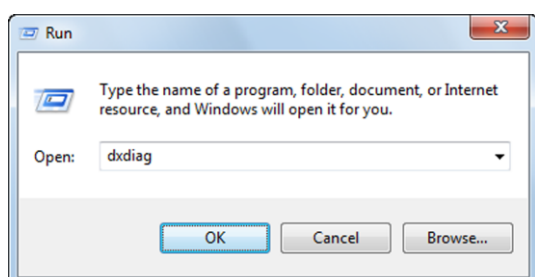 Run
Type the name of a program, folder, document, or Internet
resource, and Windows will open it for you.
Open: dxdiag
OK Cancel Browse...